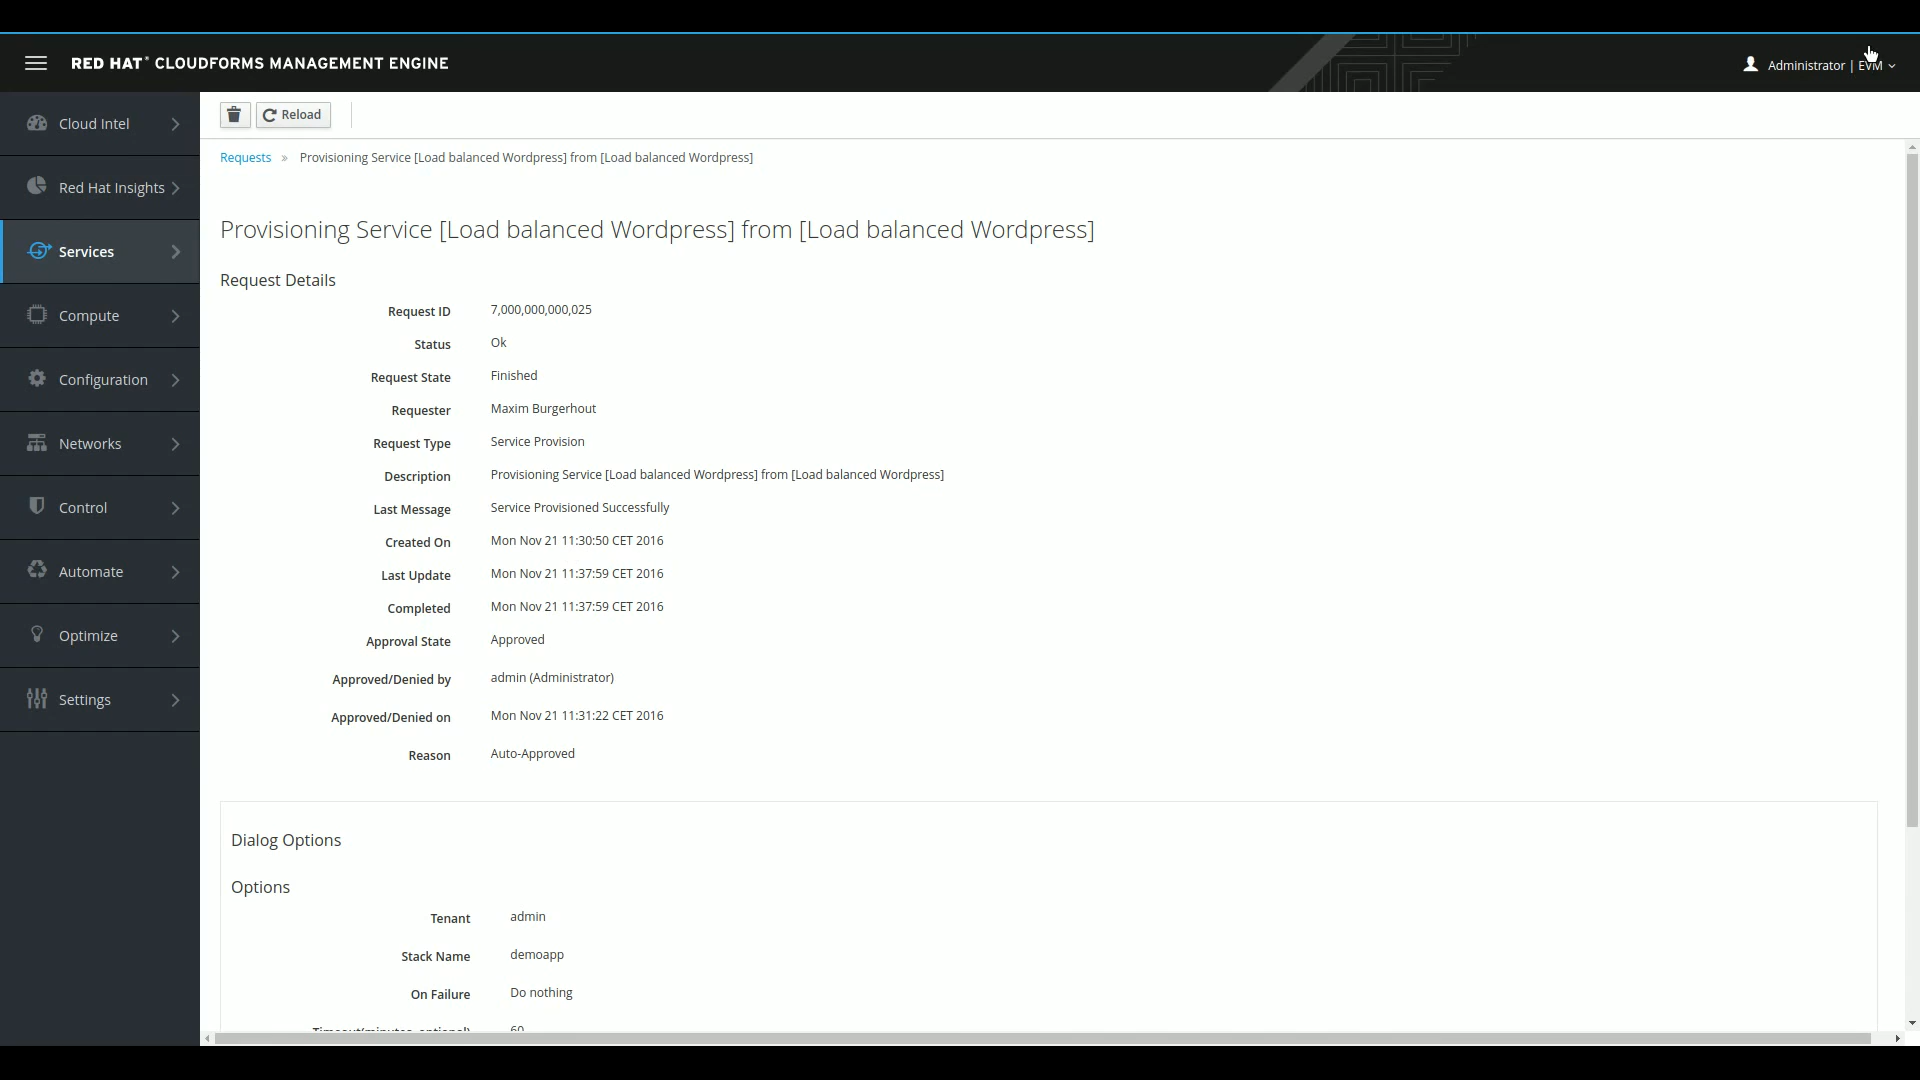 RED HAT® CLOUDFORMS MANAGEMENT ENGINE
Administrator | EVM
Cloud Intel
Red Hat Insights
Services
Compute
Configuration
Networks
Control
Automate
Optimize
Settings
Reload
Requests » Provisioning Service [Load balanced Wordpress] from [Load balanced Wordpress]
Provisioning Service [Load balanced Wordpress] from [Load balanced Wordpress]
Request Details
Request ID 7,000,000,000,025
Status Ok
Request State Finished
Requester Maxim Burgerhout
Request Type Service Provision
Description Provisioning Service [Load balanced Wordpress] from [Load balanced Wordpress]
Last Message Service Provisioned Successfully
Created On Mon Nov 21 11:30:50 CET 2016
Last Update Mon Nov 21 11:37:59 CET 2016
Completed Mon Nov 21 11:37:59 CET 2016
Approval State Approved
Approved/Denied by admin (Administrator)
Approved/Denied on Mon Nov 21 11:31:22 CET 2016
Reason Auto-Approved
Dialog Options
Options
Tenant admin
Stack Name demoapp
On Failure Do nothing
Timeout(minutes, optional) 60